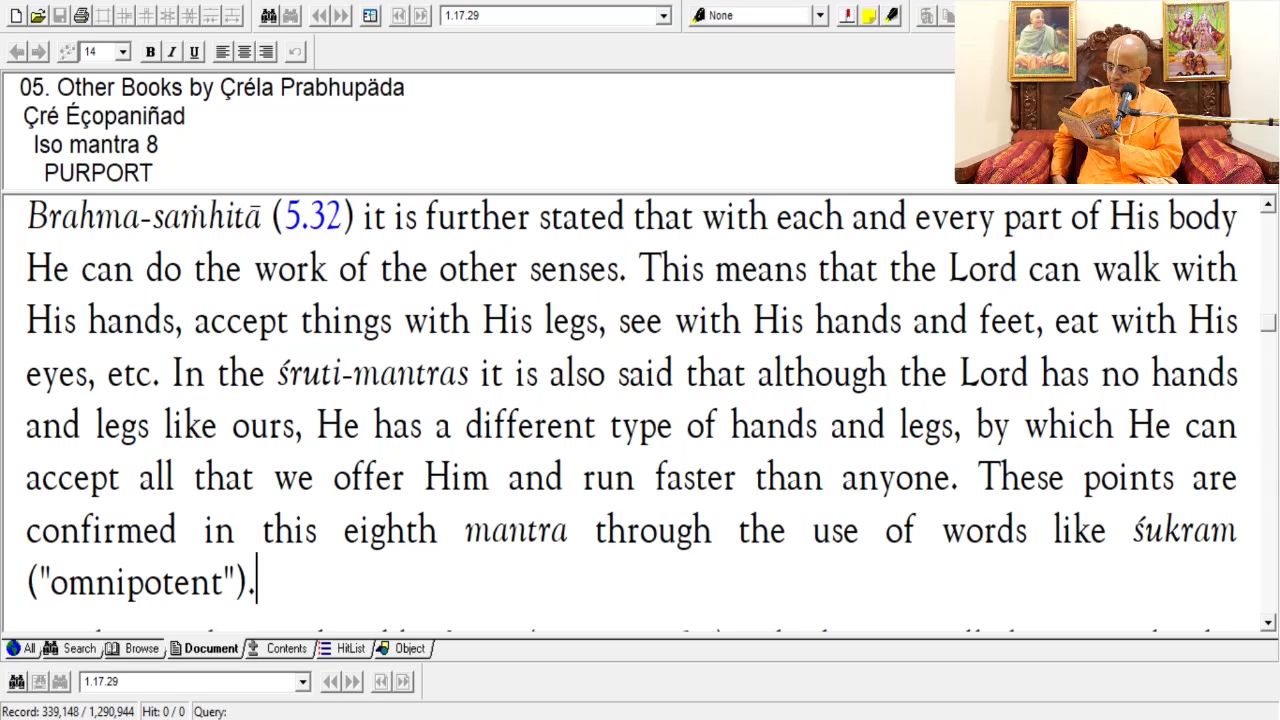 1.17.29
None
14
B I U
05. Other Books by Çréla Prabhupäda
Çré Éçopaniñad
Iso mantra 8
PURPORT
Brahma-saṁhitā (5.32) it is further stated that with each and every part of His body
He can do the work of the other senses. This means that the Lord can walk with
His hands, accept things with His legs, see with His hands and feet, eat with His
eyes, etc. In the śruti-mantras it is also said that although the Lord has no hands
and legs like ours, He has a different type of hands and legs, by which He can
accept all that we offer Him and run faster than anyone. These points are
confirmed in this eighth mantra through the use of words like śukram
("omnipotent").
All Search Browse Document Contents HitList Object
1.17.29
Record: 339,148 / 1,290,944 Hit: 0 / 0 Query: